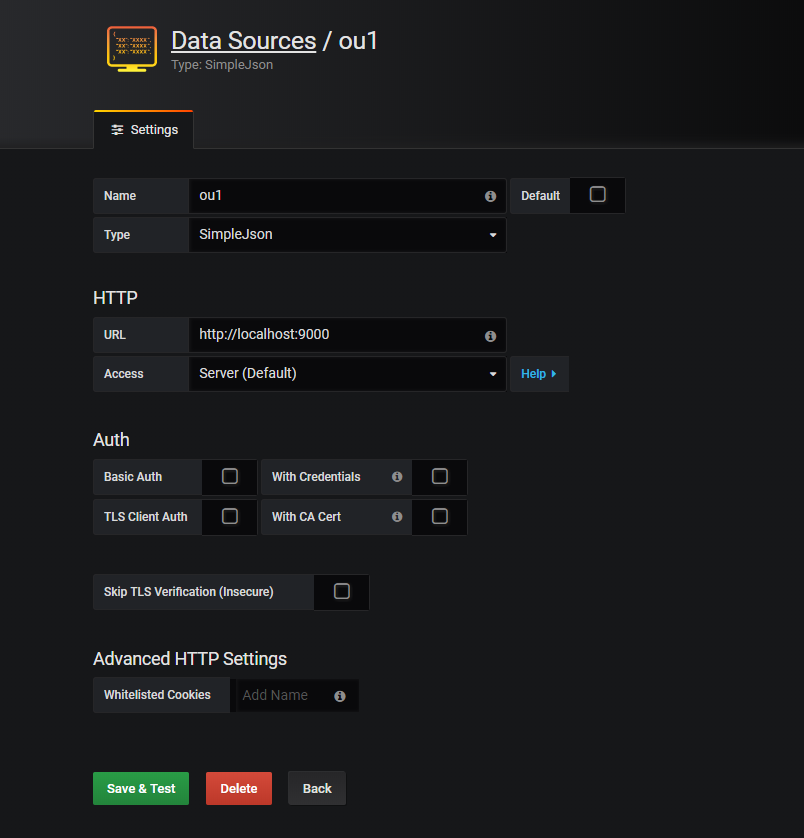 Data Sources / ou1
Type: SimpleJson
Settings
Name ou1 Default
Type SimpleJson
HTTP
URL http://localhost:9000
Access Server (Default) Help
Auth
Basic Auth With Credentials
TLS Client Auth With CA Cert
Skip TLS Verification (Insecure)
Advanced HTTP Settings
Whitelisted Cookies Add Name
Save & Test Delete Back